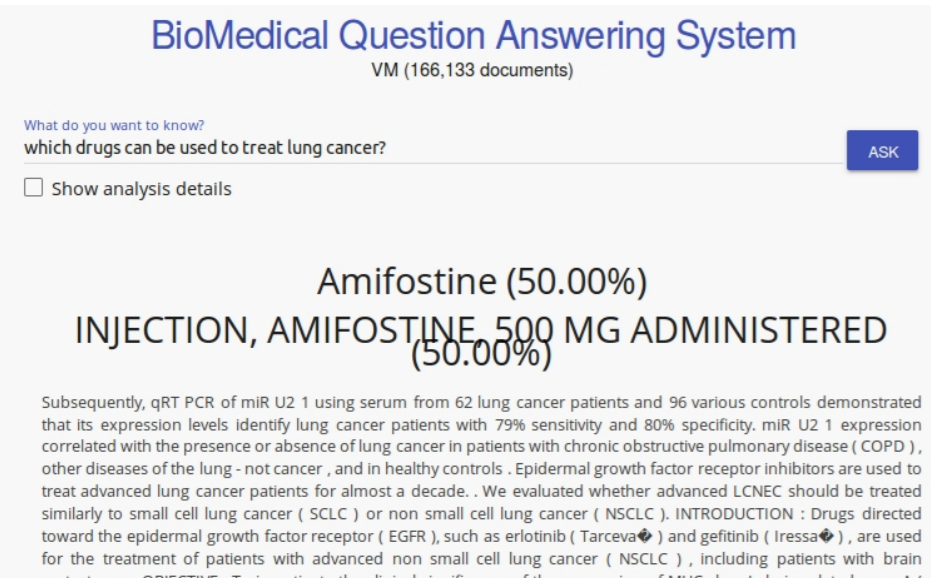 BioMedical Question Answering System
VM (166,133 documents)
What do you want to know?
which drugs can be used to treat lung cancer?
ASK
Show analysis details
Amifostine (50.00%)
INJECTION, AMIFOSTINE, 500 MG ADMINISTERED
(50.00%)
Subsequently, qRT PCR of miR U2 1 using serum from 62 lung cancer patients and 96 various controls demonstrated
that its expression levels identify lung cancer patients with 79% sensitivity and 80% specificity. miR U2 1 expression
correlated with the presence or absence of lung cancer in patients with chronic obstructive pulmonary disease ( COPD ) ,
other diseases of the lung - not cancer , and in healthy controls . Epidermal growth factor receptor inhibitors are used to
treat advanced lung cancer patients for almost a decade. . We evaluated whether advanced LCNEC should be treated
similarly to small cell lung cancer ( SCLC ) or non small cell lung cancer ( NSCLC ). INTRODUCTION : Drugs directed
toward the epidermal growth factor receptor ( EGFR ), such as erlotinib ( Tarceva� ) and gefitinib ( Iressa� ) , are used
for the treatment of patients with advanced non small cell lung cancer ( NSCLC ) , including patients with brain